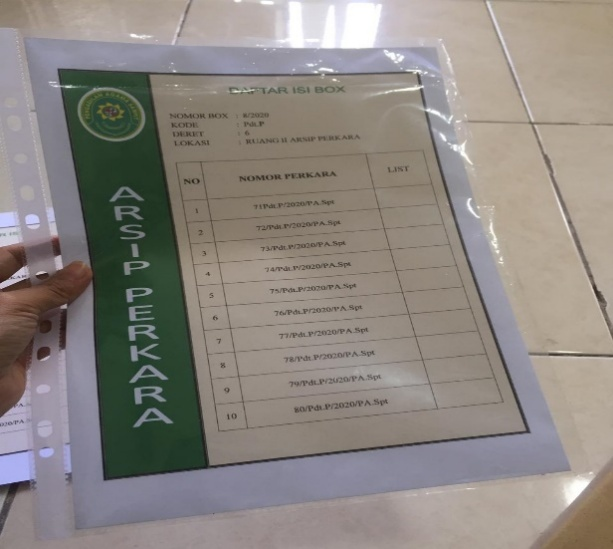 DAFTAR ISI BOX
NOMOR BOX : 8/2020
KODE : Pdt.P
DERET : 6
LOKASI : RUANG II ARSIP PERKARA
NO NOMOR PERKARA LIST
1 71Pdt.P/2020/PA.Spt
2 72/Pdt.P/2020/PA.Spt
3 73/Pdt.P/2020/PA.Spt
4 74/Pdt.P/2020/PA.Spt
5 75/Pdt.P/2020/PA.Spt
6 76/Pdt.P/2020/PA.Spt
7 77/Pdt.P/2020/PA.Spt
8 78/Pdt.P/2020/PA.Spt
9 79/Pdt.P/2020/PA.Spt
10 80/Pdt.P/2020/PA.Spt
ARSIP PERKARA